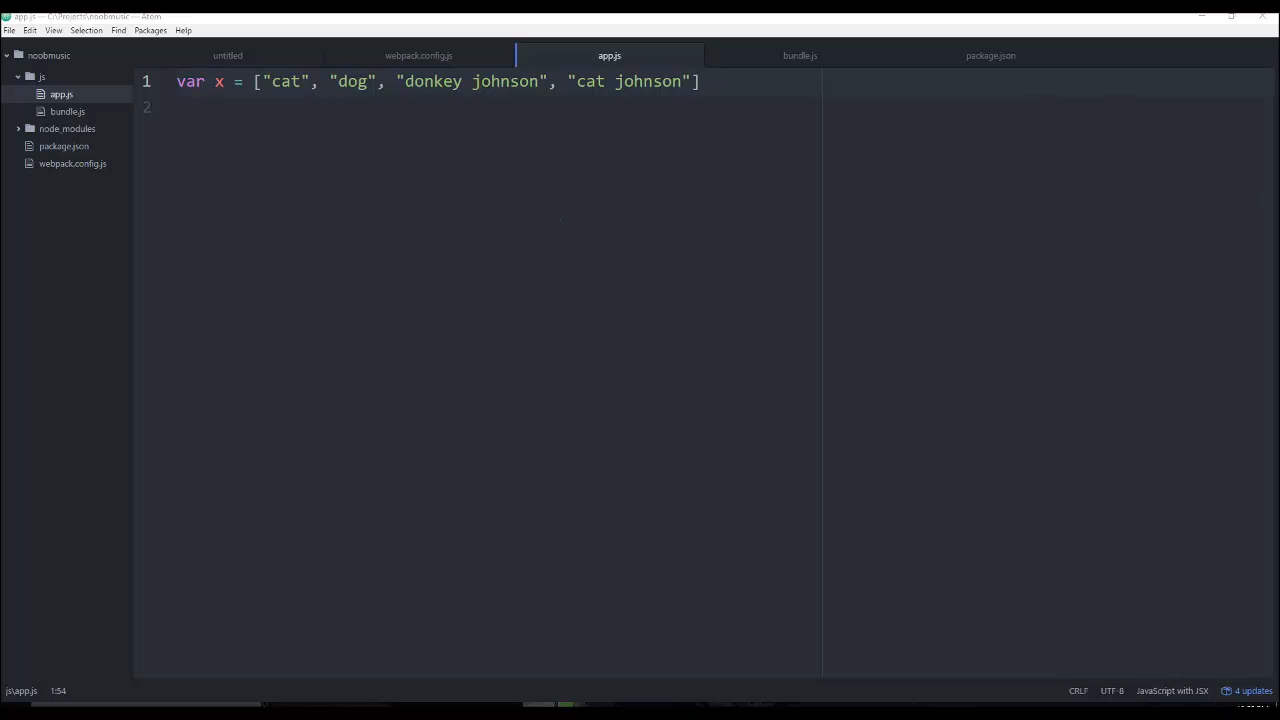 app.js — C:\Projects\noobmusic — Atom
File Edit View Selection Find Packages Help
noobmusic
untitled
webpack.config.js
app.js
bundle.js
package.json
js
app.js
bundle.js
node_modules
package.json
webpack.config.js
1 var x = ["cat", "dog", "donkey johnson", "cat johnson"]
2
js\app.js 1:54
CRLF UTF-8 JavaScript with JSX 4 updates